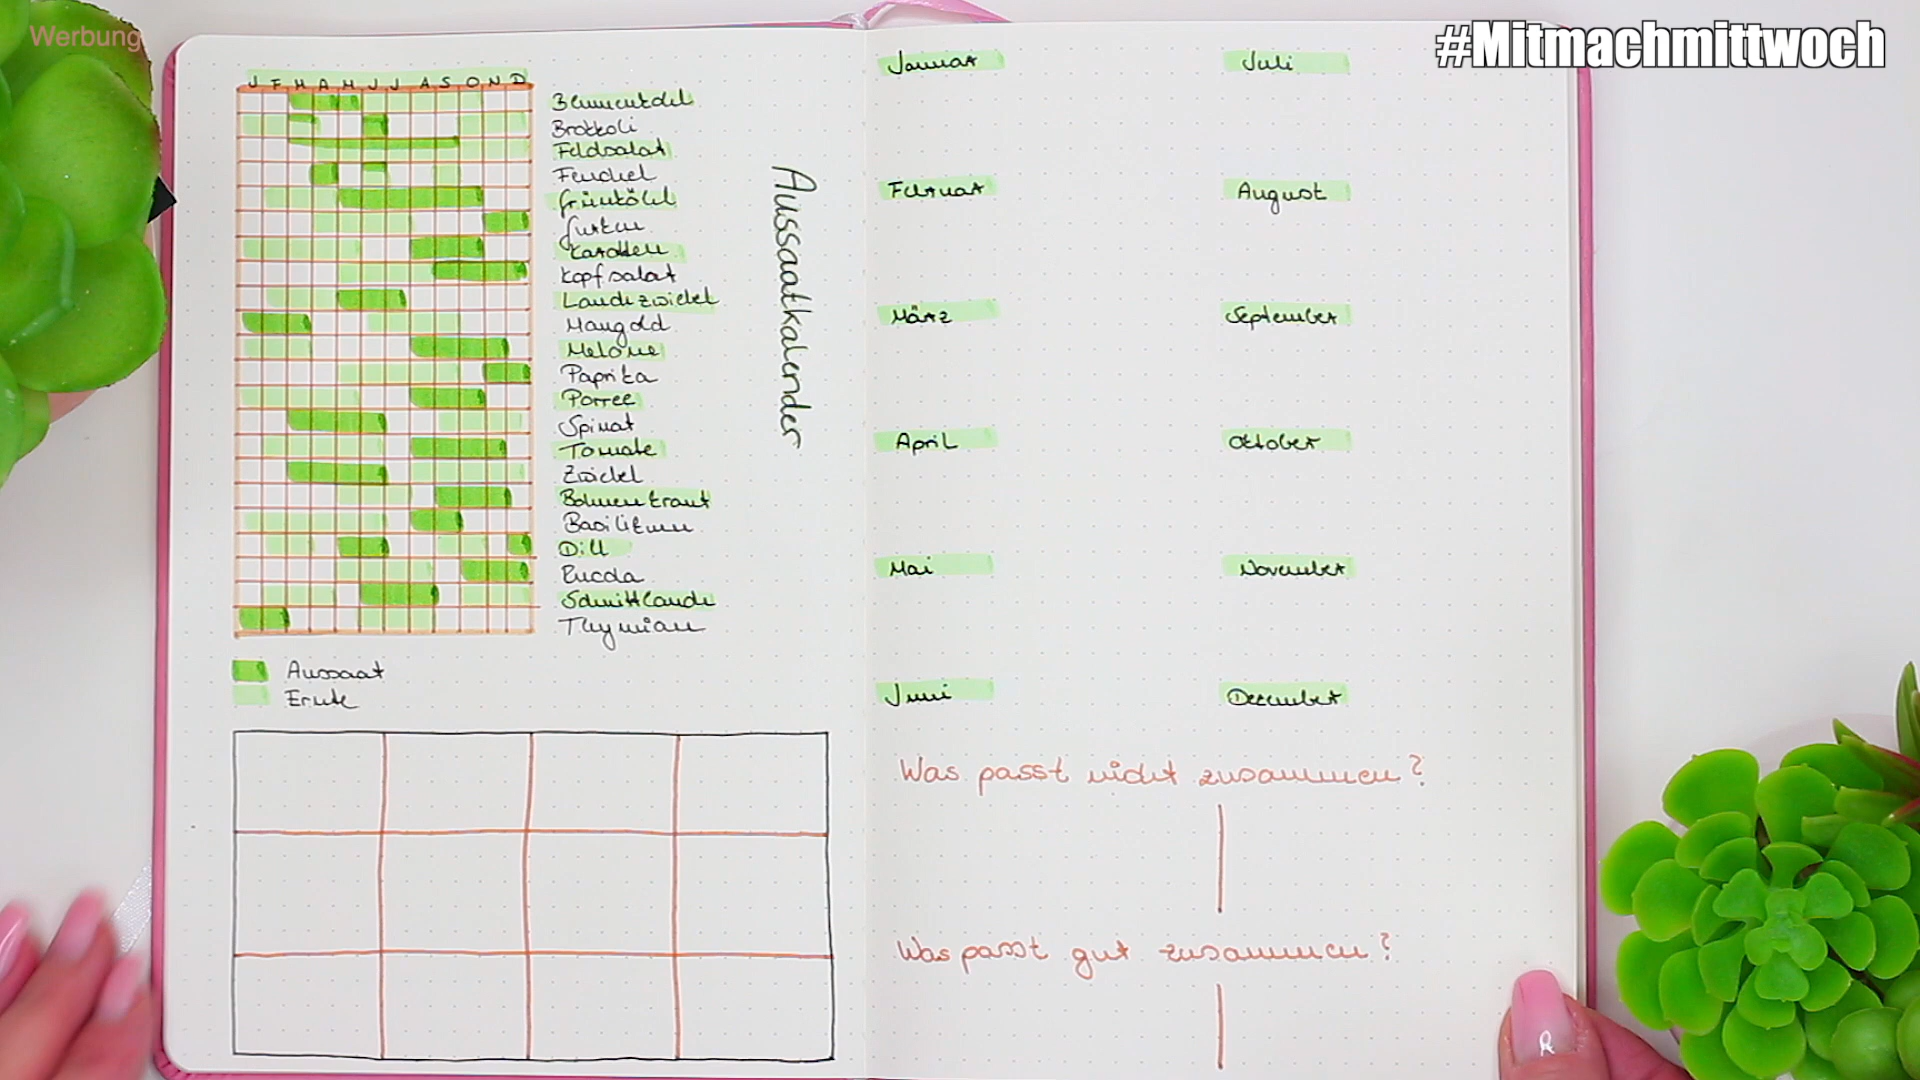 Werbung
#Mitmachmittwoch
J F M A M J J A S O N D
Blumenkohl
Brokkoli
Feldsalat
Fenchel
Grünkohl
Gurken
Karotten
Kopfsalat
Lauchzwiebel
Mangold
Melone
Paprika
Porree
Spinat
Tomate
Zwiebel
Bohnenkraut
Basilikum
Dill
Rucola
Schnittlauch
Thymian
Aussaat
Ernte
Aussaatkalender
Januar
Februar
März
April
Mai
Juni
Juli
August
September
Oktober
November
Dezember
Was passt nicht zusammen?
Was passt gut zusammen?